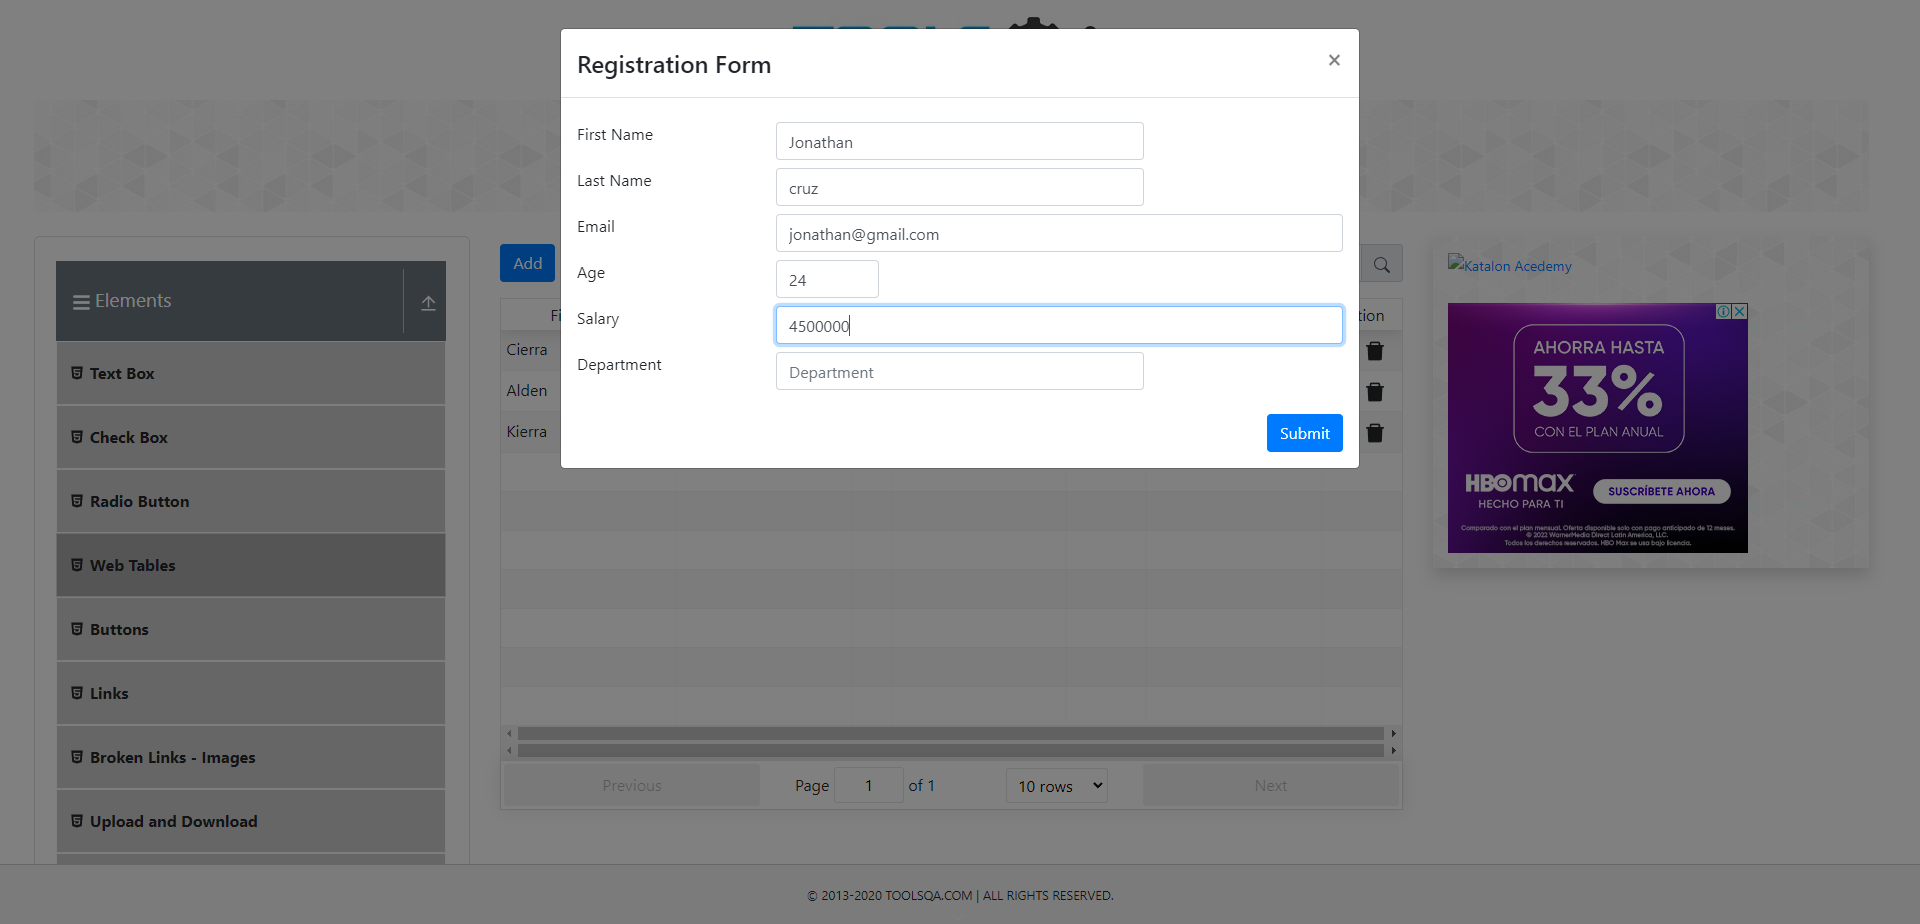 Registration Form
×
First Name
Jonathan
Last Name
cruz
Email
jonathan@gmail.com
Age
24
Salary
4500000
Department
Department
Submit
Elements
Text Box
Check Box
Radio Button
Web Tables
Buttons
Links
Broken Links - Images
Upload and Download
Add
Cierra
Alden
Kierra
Previous
Page 1 of 1
10 rows
Next
Katalon Acedemy
AHORRA HASTA
33%
CON EL PLAN ANUAL
HBOMAX
HECHO PARA TI
SUSCRÍBETE AHORA
Comparado con el plan mensual. Oferta disponible solo con pago anticipado de 12 meses.
© 2022 WarnerMedia Direct Latin America, LLC.
Todos los derechos reservados. HBO Max se usa bajo licencia.
© 2013-2020 TOOLSQA.COM | ALL RIGHTS RESERVED.